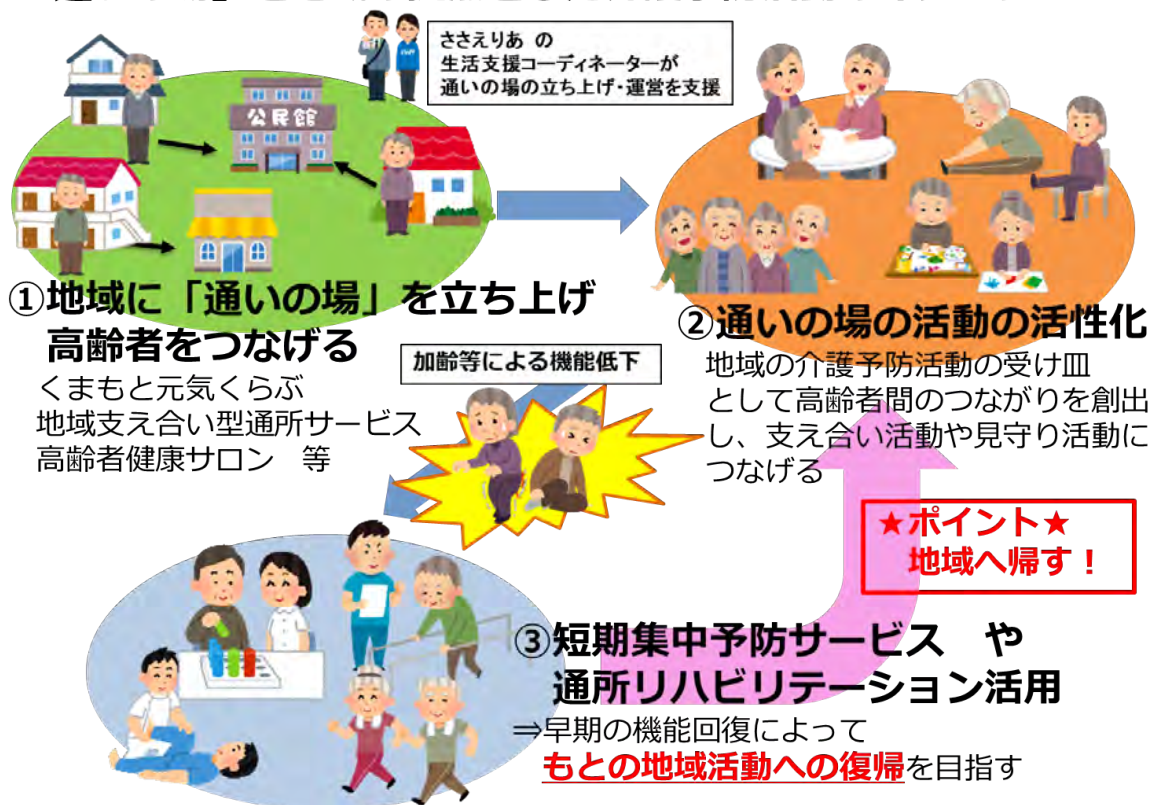 ささえりあ の
生活支援コーディネーターが
通いの場の立ち上げ・運営を支援
公民館
①地域に「通いの場」を立ち上げ
高齢者をつなげる
くまもと元気くらぶ
地域支え合い型通所サービス
高齢者健康サロン　等
②通いの場の活動の活性化
地域の介護予防活動の受け皿
として高齢者間のつながりを創出
し、支え合い活動や見守り活動に
つなげる
加齢等による機能低下
★ポイント★
地域へ帰す！
③短期集中予防サービス　や
通所リハビリテーション活用
⇒早期の機能回復によって
もとの地域活動への復帰を目指す